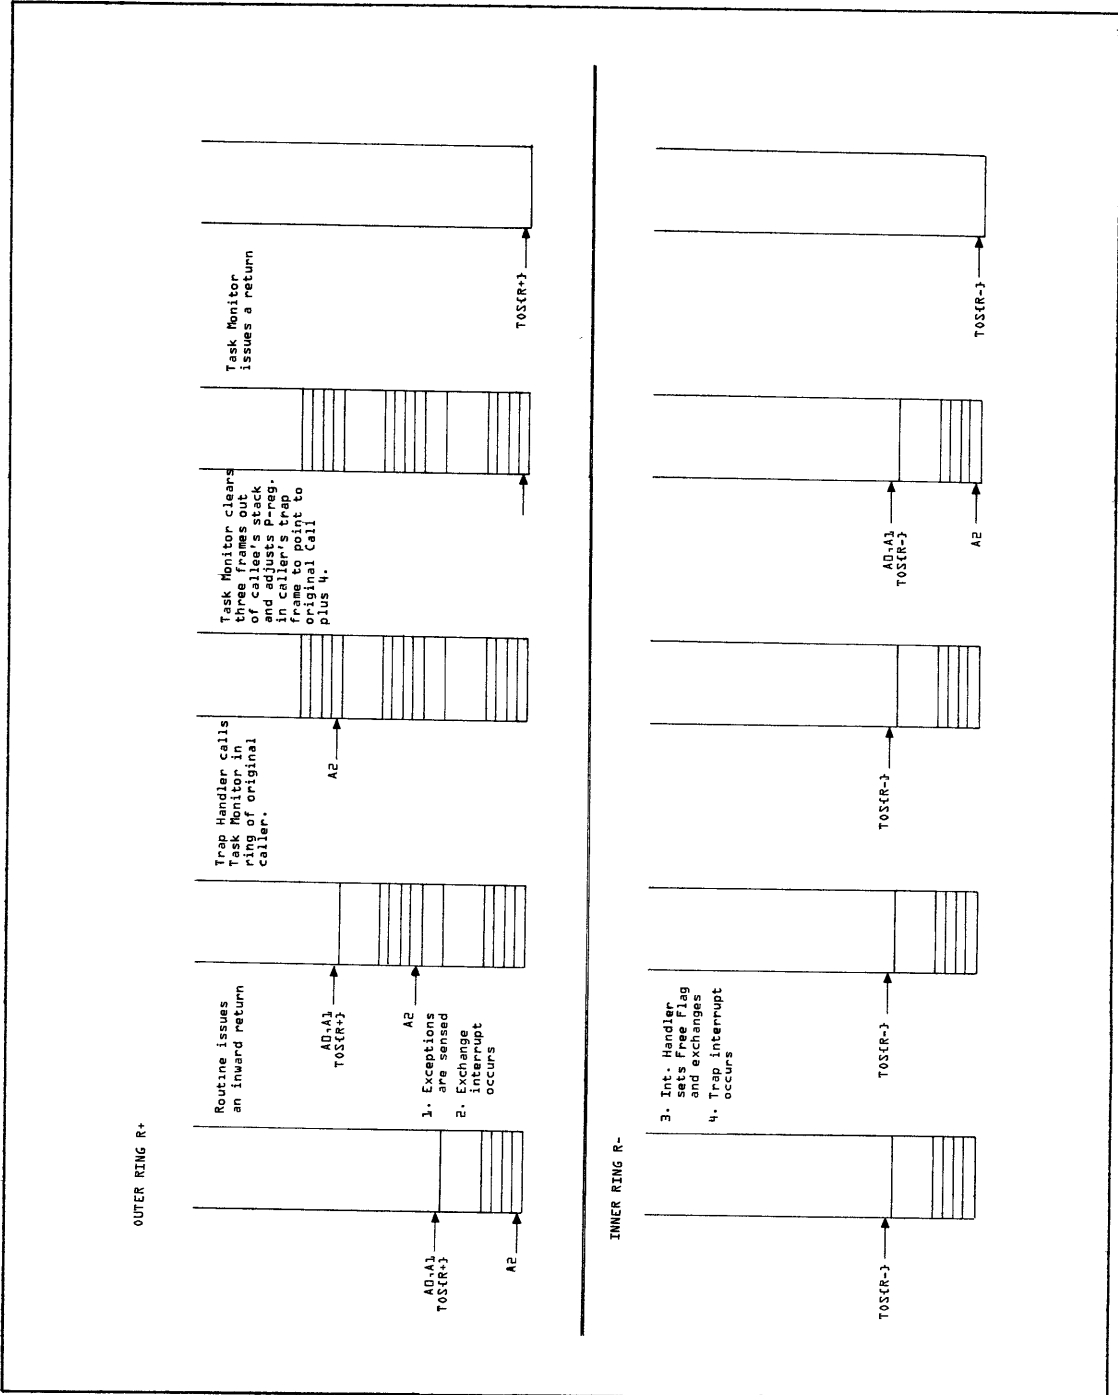 OUTER RING R+
A0,A1
TOS{R+}
A2
Routine issues
an inward return
A0,A1
TOS{R+}
A2
1. Exceptions
are sensed
2. Exchange
interrupt
occurs
Trap Handler calls
Task Monitor in
ring of original
caller.
A2
Task Monitor clears
three frames out
of callee's stack
and adjusts P-reg.
in caller's trap
frame to point to
original Call
plus 4.
Task Monitor
issues a return
TOS{R+}
INNER RING R-
TOS{R-}
3. Int. Handler
sets Free Flag
and exchanges
4. Trap interrupt
occurs
TOS{R-}
TOS{R-}
A0,A1
TOS{R-}
A2
TOS{R-}